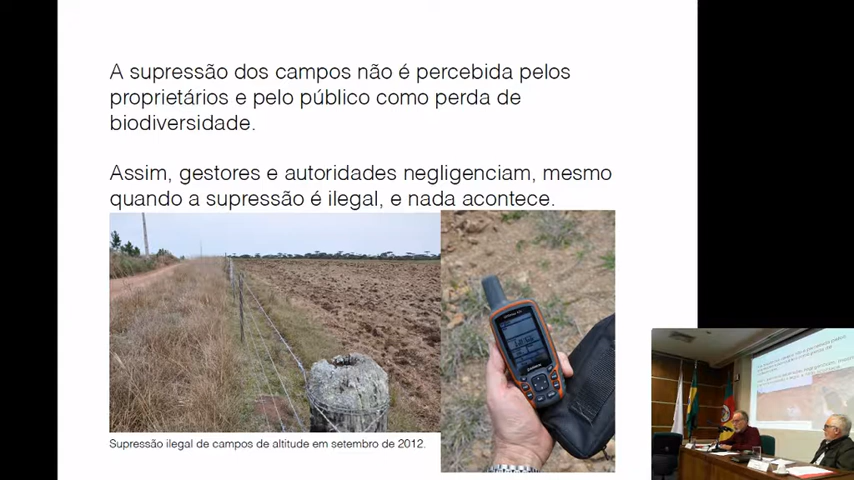 A supressão dos campos não é percebida pelos
proprietários e pelo público como perda de
biodiversidade.
Assim, gestores e autoridades negligenciam, mesmo
quando a supressão é ilegal, e nada acontece.
Supressão ilegal de campos de altitude em setembro de 2012.